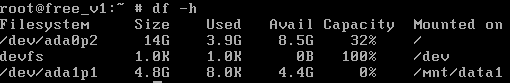 root@free_v1:~ # df -h
Filesystem Size Used Avail Capacity Mounted on
/dev/ada0p2 14G 3.9G 8.5G 32% /
devfs 1.0K 1.0K 0B 100% /dev
/dev/ada1p1 4.8G 8.0K 4.4G 0% /mnt/data1